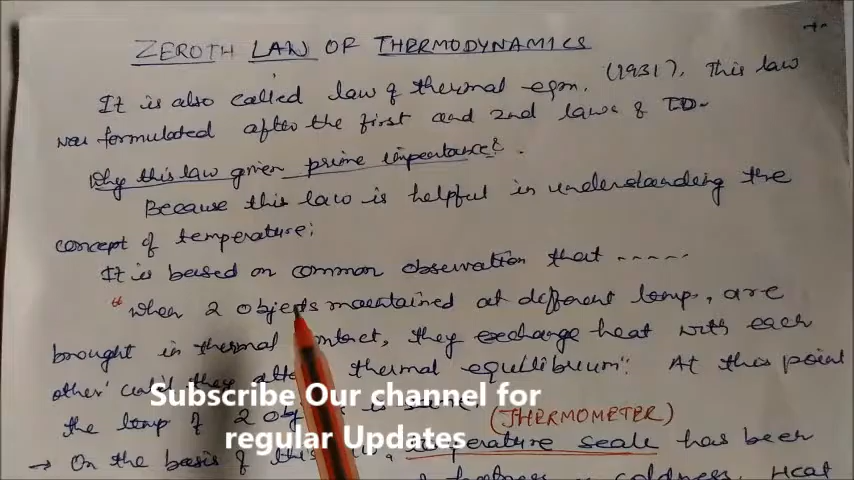 ZEROTH LAW OF THERMODYNAMICS
It is also called law of thermal eqm. (1931). This law
was formulated after the first and 2nd laws of TD.
Why this law given prime importance? .
Because this law is helpful in understanding the
concept of temperature:
It is based on common observation that -----
"when 2 objects maintained at different temp, are
brought in thermal contact, they exchange heat with each
other until they thermal equilibrium". At this point
the temp of 2 is same.
(THERMOMETER)
→ On the basis of this temperature scale has been
coldness. Heat
Subscribe Our channel for
regular Updates